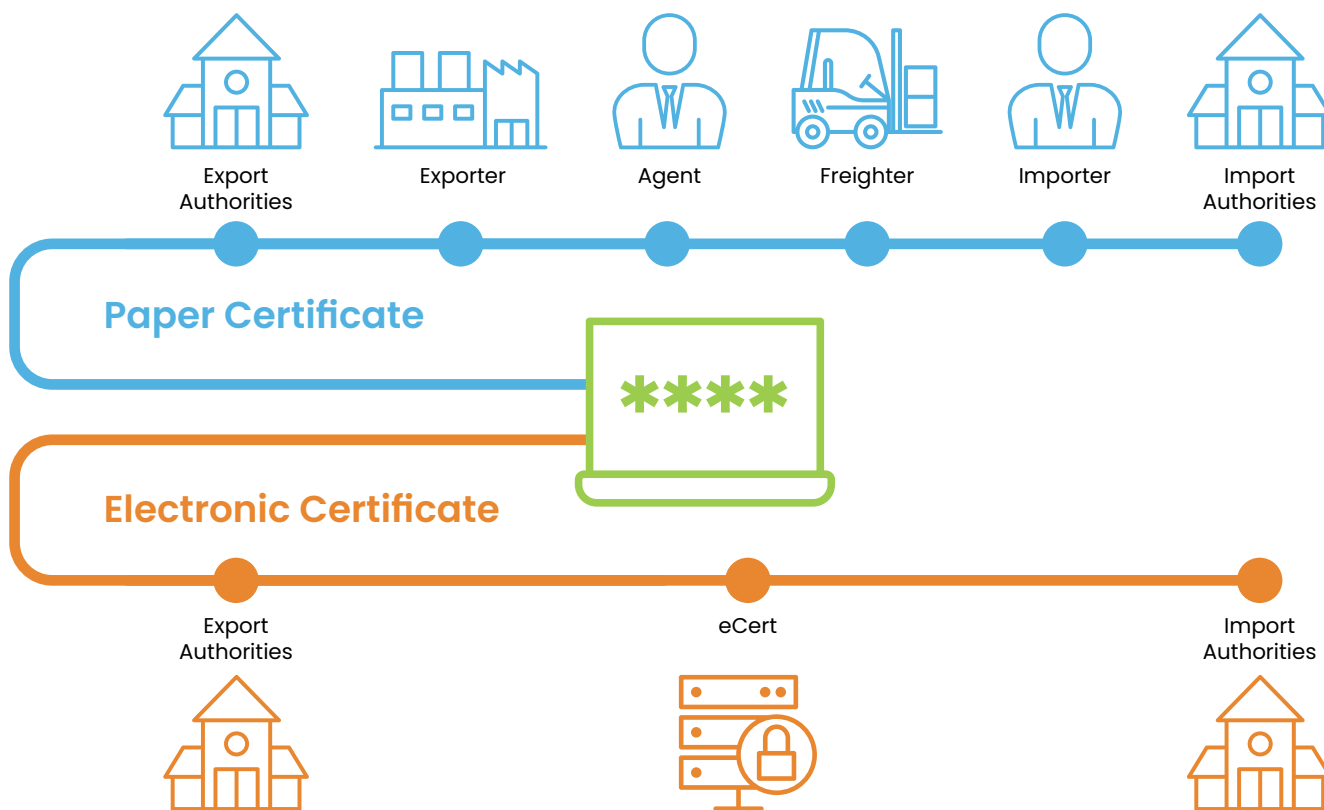 Export
Authorities
Exporter
Agent
Freighter
Importer
Import
Authorities
Paper Certificate
****
Electronic Certificate
Export
Authorities
eCert
Import
Authorities